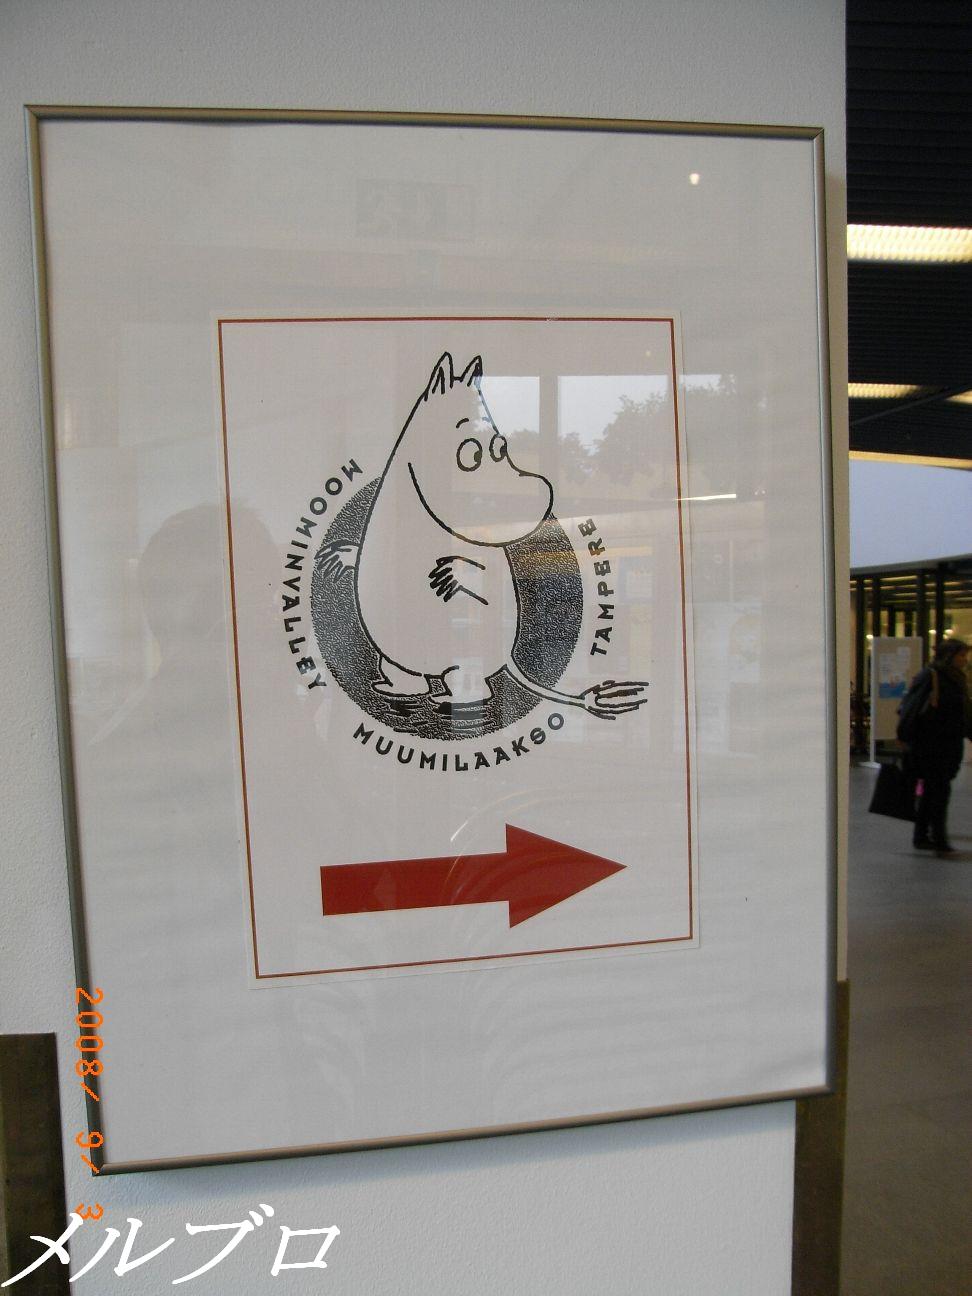 MOOMINVALLEY
MUUMILAAKSO
TAMPERE
2008/ 9/ 3
メルブロ